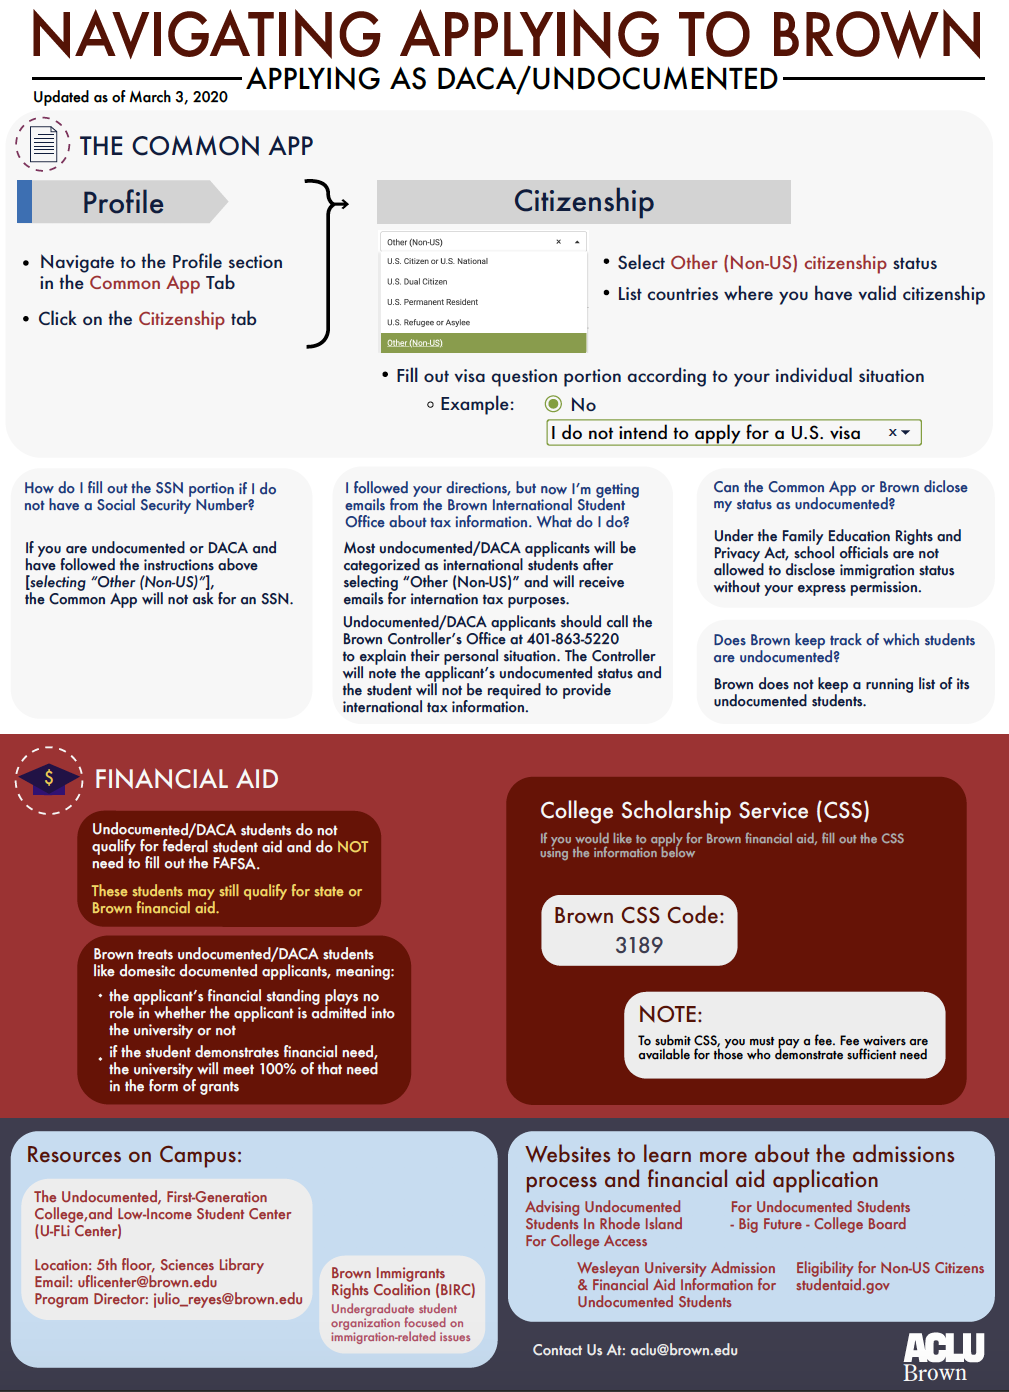 NAVIGATING APPLYING TO BROWN
APPLYING AS DACA/UNDOCUMENTED
Updated as of March 3, 2020
THE COMMON APP
Profile
• Navigate to the Profile section
in the Common App Tab
• Click on the Citizenship tab
Citizenship
Other (Non-US) x
U.S. Citizen or U.S. National
U.S. Dual Citizen
U.S. Permanent Resident
U.S. Refugee or Asylee
Other (Non-US)
• Select Other (Non-US) citizenship status
• List countries where you have valid citizenship
• Fill out visa question portion according to your individual situation
Example: No
I do not intend to apply for a U.S. visa x
How do I fill out the SSN portion if I do
not have a Social Security Number?
If you are undocumented or DACA and
have followed the instructions above
[selecting "Other (Non-US)"],
the Common App will not ask for an SSN.
I followed your directions, but now I'm getting
emails from the Brown International Student
Office about tax information. What do I do?
Most undocumented/DACA applicants will be
categorized as international students after
selecting "Other (Non-US)" and will receive
emails for internation tax purposes.
Undocumented/DACA applicants should call the
Brown Controller's Office at 401-863-5220
to explain their personal situation. The Controller
will note the applicant's undocumented status and
the student will not be required to provide
international tax information.
Can the Common App or Brown diclose
my status as undocumented?
Under the Family Education Rights and
Privacy Act, school officials are not
allowed to disclose immigration status
without your express permission.
Does Brown keep track of which students
are undocumented?
Brown does not keep a running list of its
undocumented students.
$
FINANCIAL AID
Undocumented/DACA students do not
qualify for federal student aid and do NOT
need to fill out the FAFSA.
These students may still qualify for state or
Brown financial aid.
Brown treats undocumented/DACA students
like domesitc documented applicants, meaning:
• the applicant's financial standing plays no
role in whether the applicant is admitted into
the university or not
• if the student demonstrates financial need,
the university will meet 100% of that need
in the form of grants
College Scholarship Service (CSS)
If you would like to apply for Brown financial aid, fill out the CSS
using the information below
Brown CSS Code:
3189
NOTE:
To submit CSS, you must pay a fee. Fee waivers are
available for those who demonstrate sufficient need
Resources on Campus:
The Undocumented, First-Generation
College,and Low-Income Student Center
(U-FLi Center)
Location: 5th floor, Sciences Library
Email: uflicenter@brown.edu
Program Director: julio_reyes@brown.edu
Brown Immigrants
Rights Coalition (BIRC)
Undergraduate student
organization focused on
immigration-related issues
Websites to learn more about the admissions
process and financial aid application
Advising Undocumented
Students In Rhode Island
For College Access
For Undocumented Students
- Big Future - College Board
Wesleyan University Admission
& Financial Aid Information for
Undocumented Students
Eligibility for Non-US Citizens
studentaid.gov
Contact Us At: aclu@brown.edu
ACLU
Brown